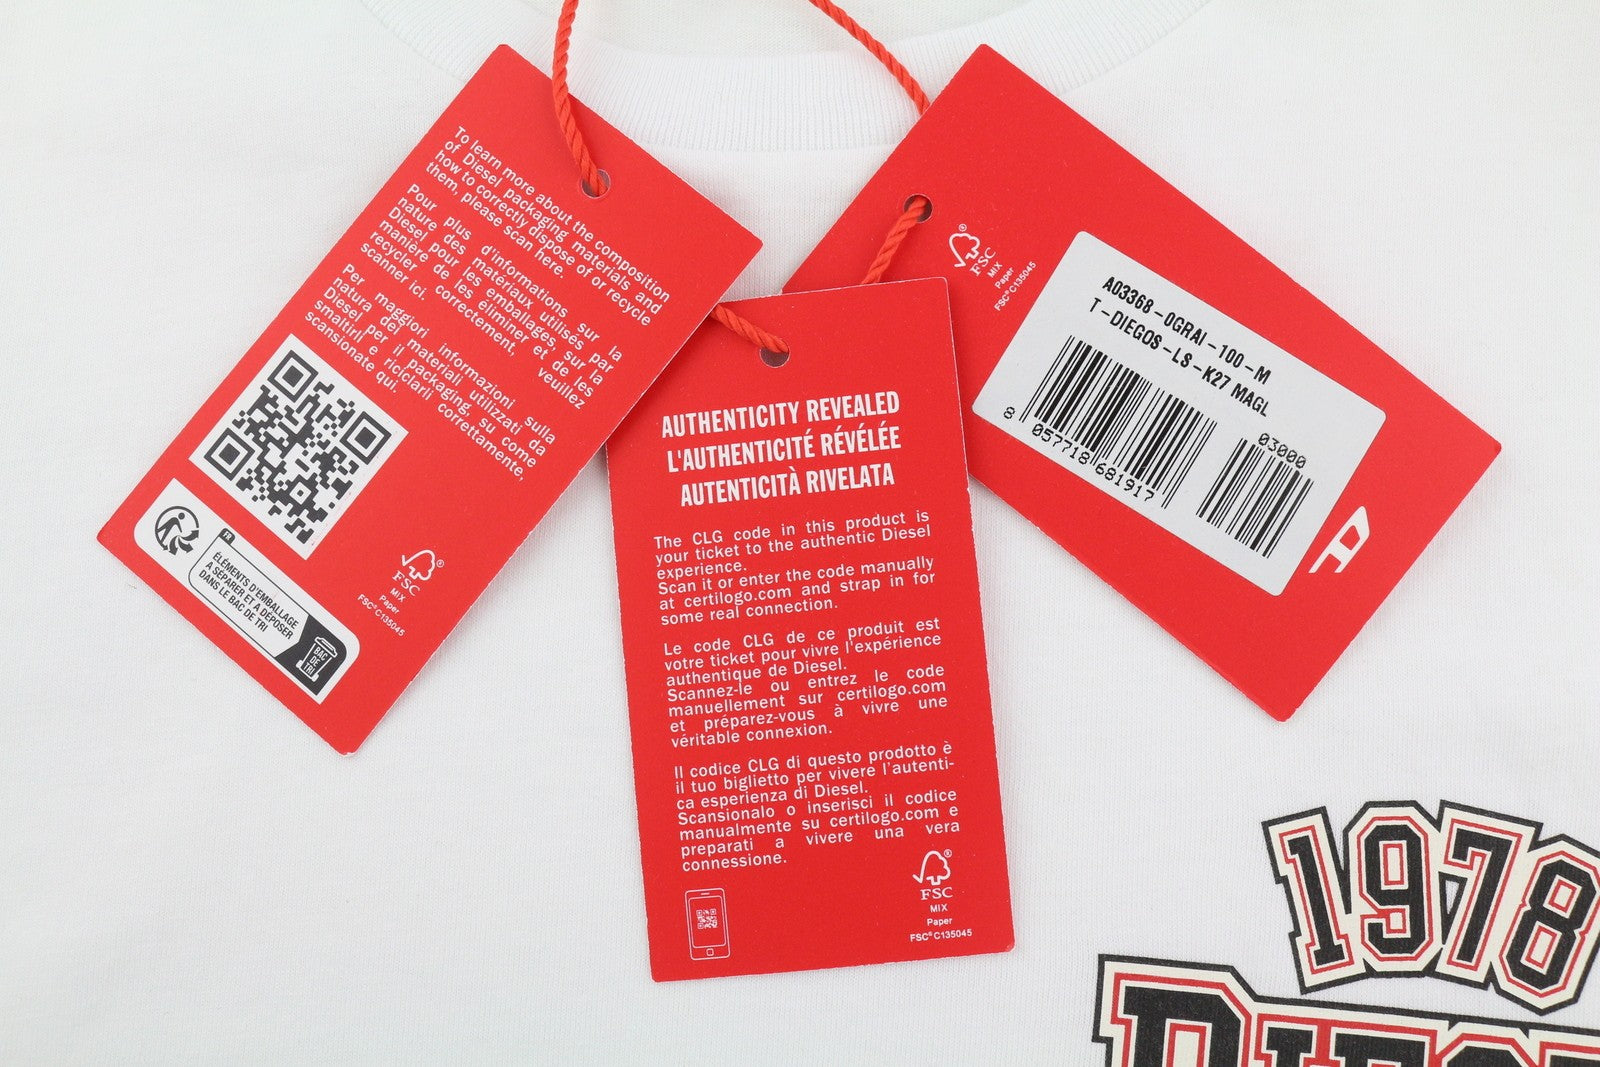 To learn more about the composition
of Diesel packaging materials and
how to correctly dispose of or recycle
them, please scan here.
Pour plus d'informations sur la
nature des matériaux utilisés par
Diesel pour les emballages, sur la
manière de les éliminer et de les
recycler correctement, veuillez
scanner ici.
Per maggiori informazioni sulla
natura dei materiali utilizzati da
Diesel per il packaging, su come
smaltirli e riciclarli correttamente,
scansionate qui.
FR
ÉLÉMENTS D'EMBALLAGE
A SÉPARER ET A DÉPOSER
DANS LE BAC DE TRI
BAC
DE
TRI
FSC
MIX
Paper
FSC® C135045
AUTHENTICITY REVEALED
L'AUTHENTICITÉ RÉVÉLÉE
AUTENTICITÀ RIVELATA
The CLG code in this product is
your ticket to the authentic Diesel
experience.
Scan it or enter the code manually
at certilogo.com and strap in for
some real connection.
Le code CLG de ce produit est
votre ticket pour vivre l'expérience
authentique de Diesel.
Scannez-le ou entrez le code
manuellement sur certilogo.com
et préparez-vous à vivre une
véritable connexion.
Il codice CLG di questo prodotto è
il tuo biglietto per vivere l'autenti-
ca esperienza di Diesel.
Scansionalo o inserisci il codice
manualmente su certilogo.com e
preparati a vivere una vera
connessione.
FSC
MIX
Paper
FSC® C135045
FSC
MIX
Paper
FSC® C135045
A03368-0GRAI-100-M
T-DIEGOS-LS-K27 MAGL
03000
8 057718 681917
D
1978
DIES